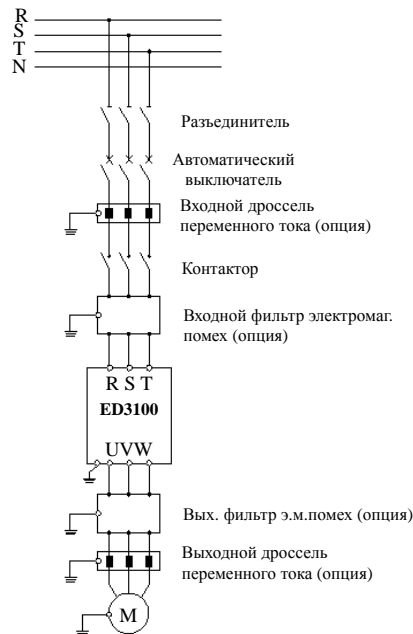 R
S
T
N
Разъединитель
Автоматический
выключатель
Входной дроссель
переменного тока (опция)
Контактор
Входной фильтр электромаг.
помех (опция)
R S T
ED3100
UVW
Вых. фильтр э.м.помех (опция)
Выходной дроссель
переменного тока (опция)
M